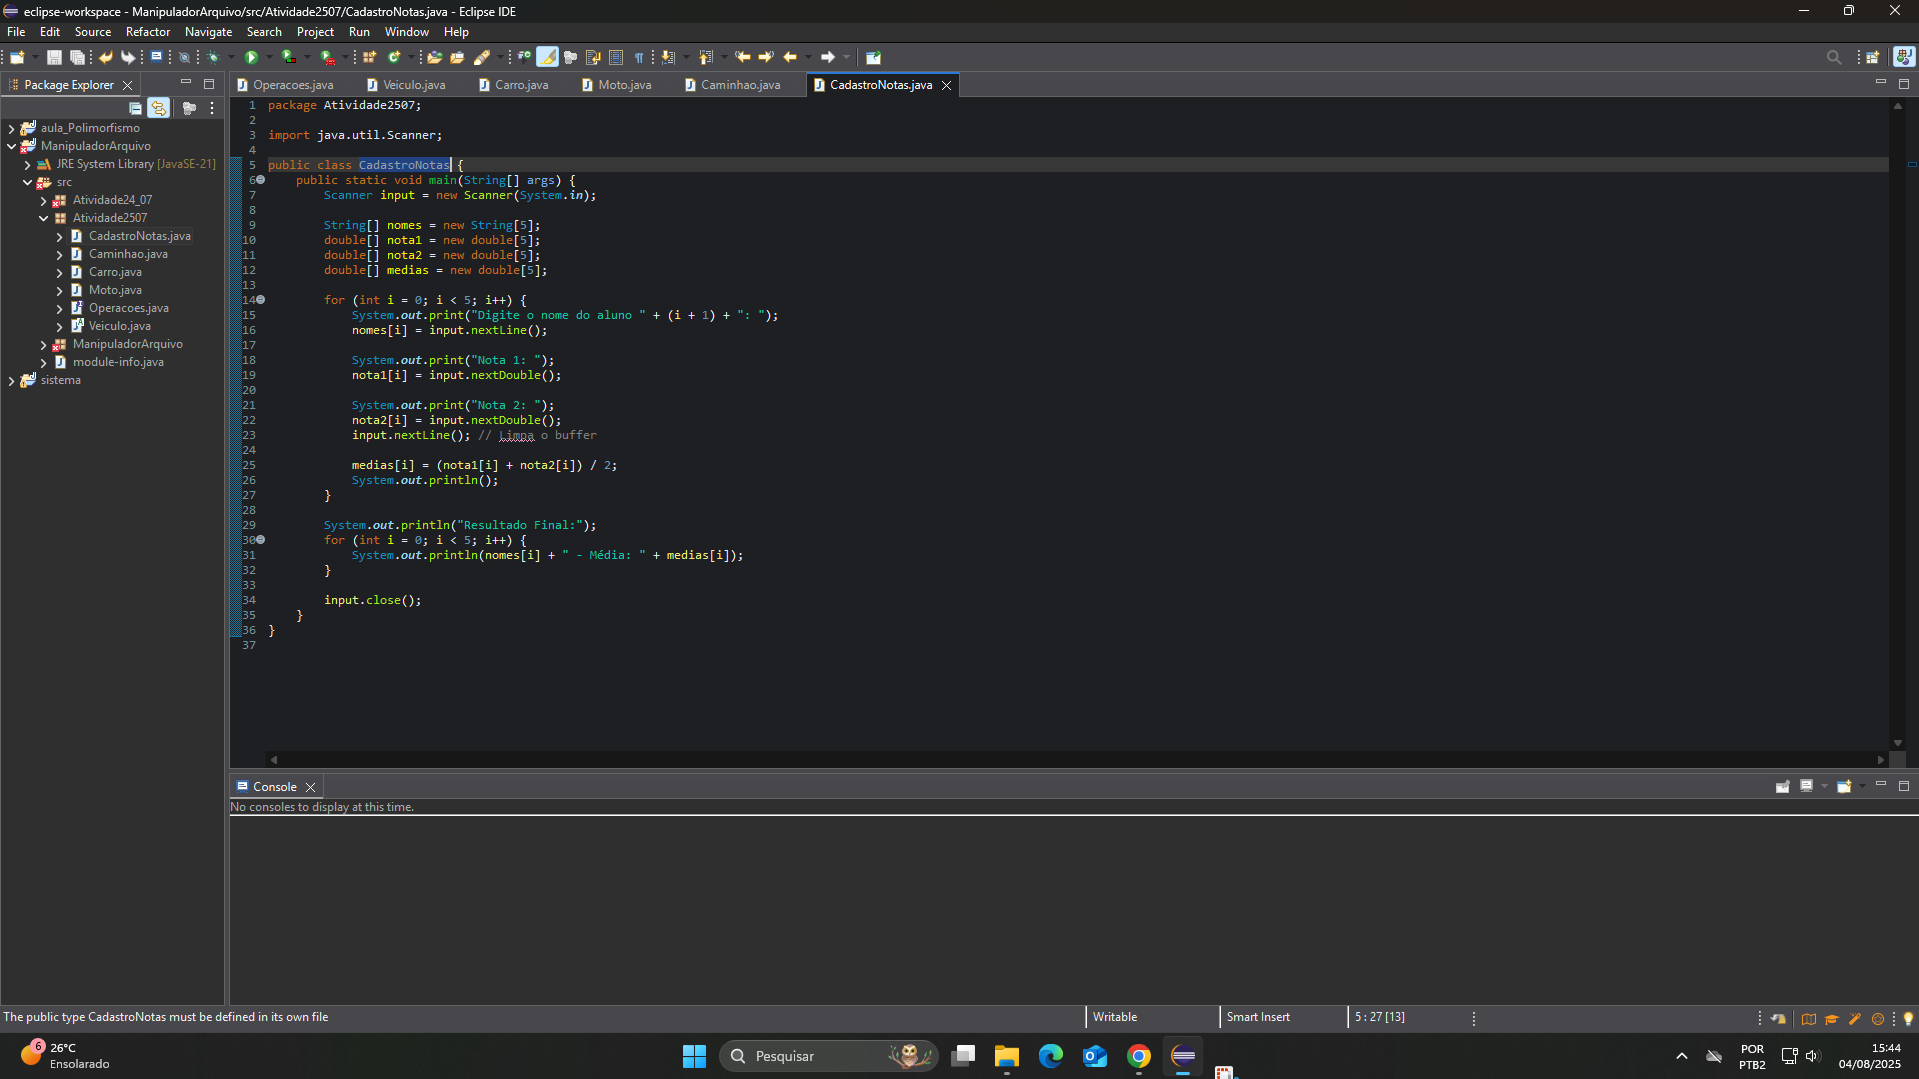 eclipse-workspace - ManipuladorArquivo/src/Atividade2507/CadastroNotas.java - Eclipse IDE
File Edit Source Refactor Navigate Search Project Run Window Help
Package Explorer
aula_Polimorfismo
ManipuladorArquivo
JRE System Library [JavaSE-21]
src
Atividade24_07
Atividade2507
CadastroNotas.java
Caminhao.java
Carro.java
Moto.java
Operacoes.java
Veiculo.java
ManipuladorArquivo
module-info.java
sistema
Operacoes.java Veiculo.java Carro.java Moto.java Caminhao.java CadastroNotas.java
1 package Atividade2507;
2
3 import java.util.Scanner;
4
5 public class CadastroNotas {
6 public static void main(String[] args) {
7 Scanner input = new Scanner(System.in);
8
9 String[] nomes = new String[5];
10 double[] nota1 = new double[5];
11 double[] nota2 = new double[5];
12 double[] medias = new double[5];
13
14 for (int i = 0; i < 5; i++) {
15 System.out.print("Digite o nome do aluno " + (i + 1) + ": ");
16 nomes[i] = input.nextLine();
17
18 System.out.print("Nota 1: ");
19 nota1[i] = input.nextDouble();
20
21 System.out.print("Nota 2: ");
22 nota2[i] = input.nextDouble();
23 input.nextLine(); // Limpa o buffer
24
25 medias[i] = (nota1[i] + nota2[i]) / 2;
26 System.out.println();
27 }
28
29 System.out.println("Resultado Final:");
30 for (int i = 0; i < 5; i++) {
31 System.out.println(nomes[i] + " - Média: " + medias[i]);
32 }
33
34 input.close();
35 }
36 }
37
Console
No consoles to display at this time.
The public type CadastroNotas must be defined in its own file
Writable
Smart Insert
5 : 27 [13]
6
26°C
Ensolarado
Pesquisar
POR
PTB2
15:44
04/08/2025